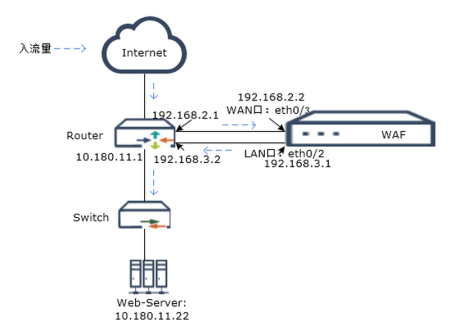 入流量
Internet
192.168.2.2
WAN口：eth0/3
192.168.2.1
Router
WAF
10.180.11.1
192.168.3.2
LAN口：eth0/2
192.168.3.1
Switch
Web-Server:
10.180.11.22